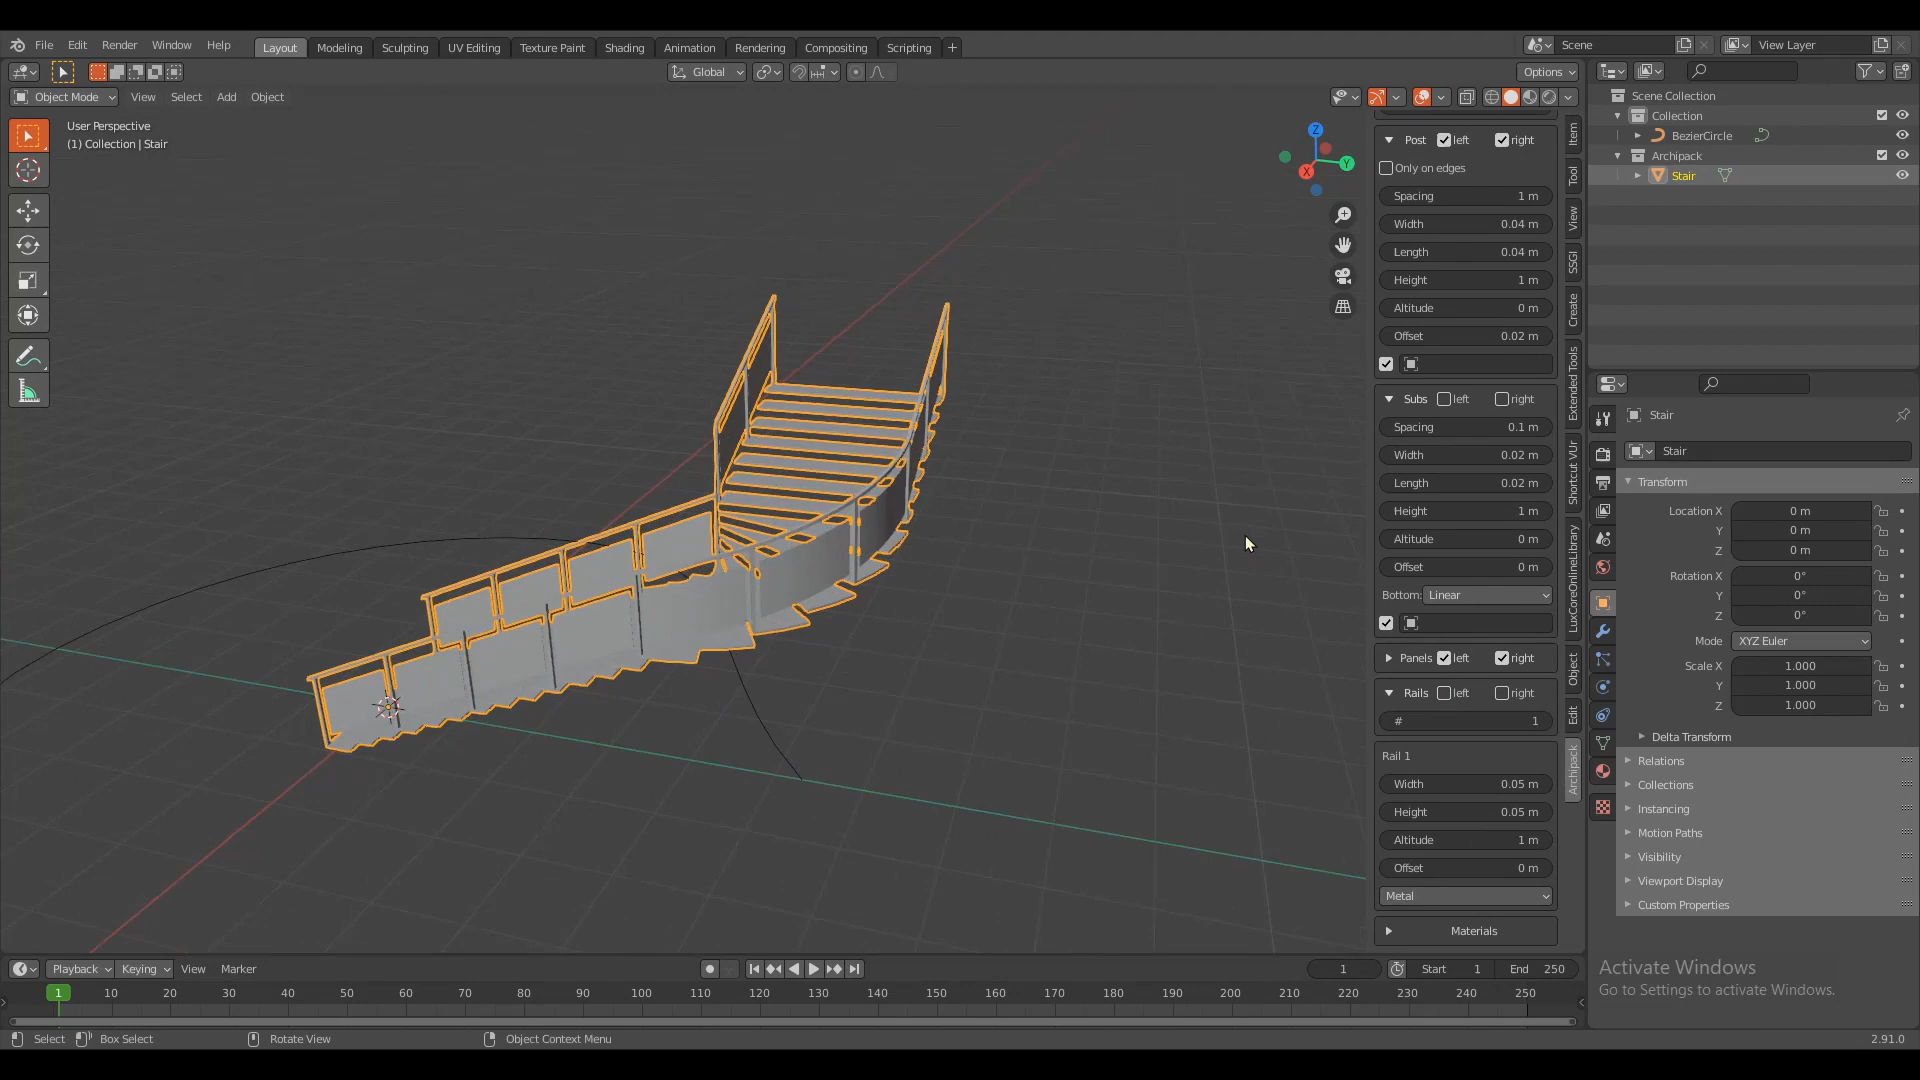 File Edit Render Window Help
Layout Modeling Sculpting UV Editing Texture Paint Shading Animation Rendering Compositing Scripting +
Scene
View Layer
Global
Options
Object Mode View Select Add Object
User Perspective
(1) Collection | Stair
Z
Y
X
Post left right
Only on edges
Spacing 1 m
Width 0.04 m
Length 0.04 m
Height 1 m
Altitude 0 m
Offset 0.02 m
Subs left right
Spacing 0.1 m
Width 0.02 m
Length 0.02 m
Height 1 m
Altitude 0 m
Offset 0 m
Bottom: Linear
Panels left right
Rails left right
# 1
Rail 1
Width 0.05 m
Height 0.05 m
Altitude 1 m
Offset 0 m
Metal
Materials
Item
Tool
View
SSGI
Create
Extended Tools
Shortcut VUr
LuxCoreOnlineLibrary
Object
Edit
Archipack
Scene Collection
Collection
BezierCircle
Archipack
Stair
Stair
Stair
Transform
Location X 0 m
Y 0 m
Z 0 m
Rotation X 0°
Y 0°
Z 0°
Mode XYZ Euler
Scale X 1.000
Y 1.000
Z 1.000
Delta Transform
Relations
Collections
Instancing
Motion Paths
Visibility
Viewport Display
Custom Properties
Activate Windows
Go to Settings to activate Windows.
Playback Keying View Marker
1 Start 1 End 250
1 10 20 30 40 50 60 70 80 90 100 110 120 130 140 150 160 170 180 190 200 210 220 230 240 250
Select Box Select Rotate View Object Context Menu
2.91.0